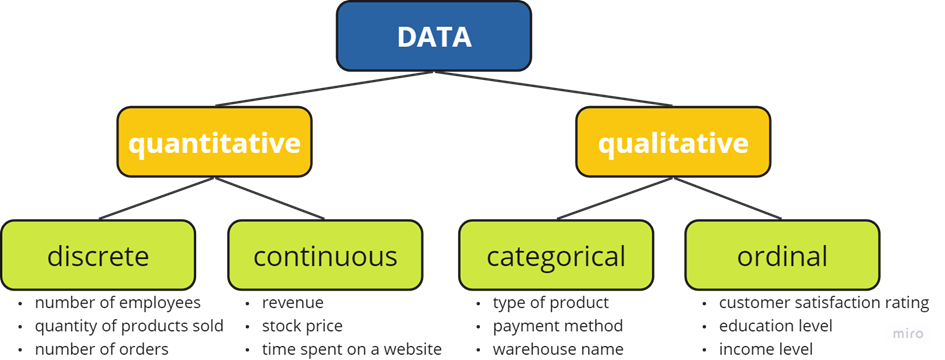 DATA
quantitative
qualitative
discrete
continuous
categorical
ordinal
• number of employees
• quantity of products sold
• number of orders
• revenue
• stock price
• time spent on a website
• type of product
• payment method
• warehouse name
• customer satisfaction rating
• education level
• income level
miro